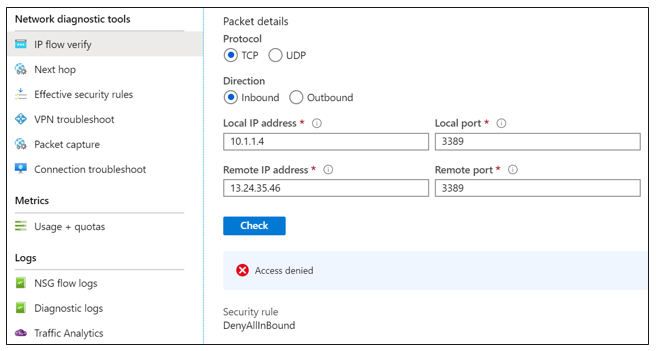 Network diagnostic tools
IP flow verify
Next hop
Effective security rules
VPN troubleshoot
Packet capture
Connection troubleshoot
Metrics
Usage + quotas
Logs
NSG flow logs
Diagnostic logs
Traffic Analytics
Packet details
Protocol
TCP UDP
Direction
Inbound Outbound
Local IP address * Local port *
10.1.1.4 3389
Remote IP address * Remote port *
13.24.35.46 3389
Check
Access denied
Security rule
DenyAllInBound